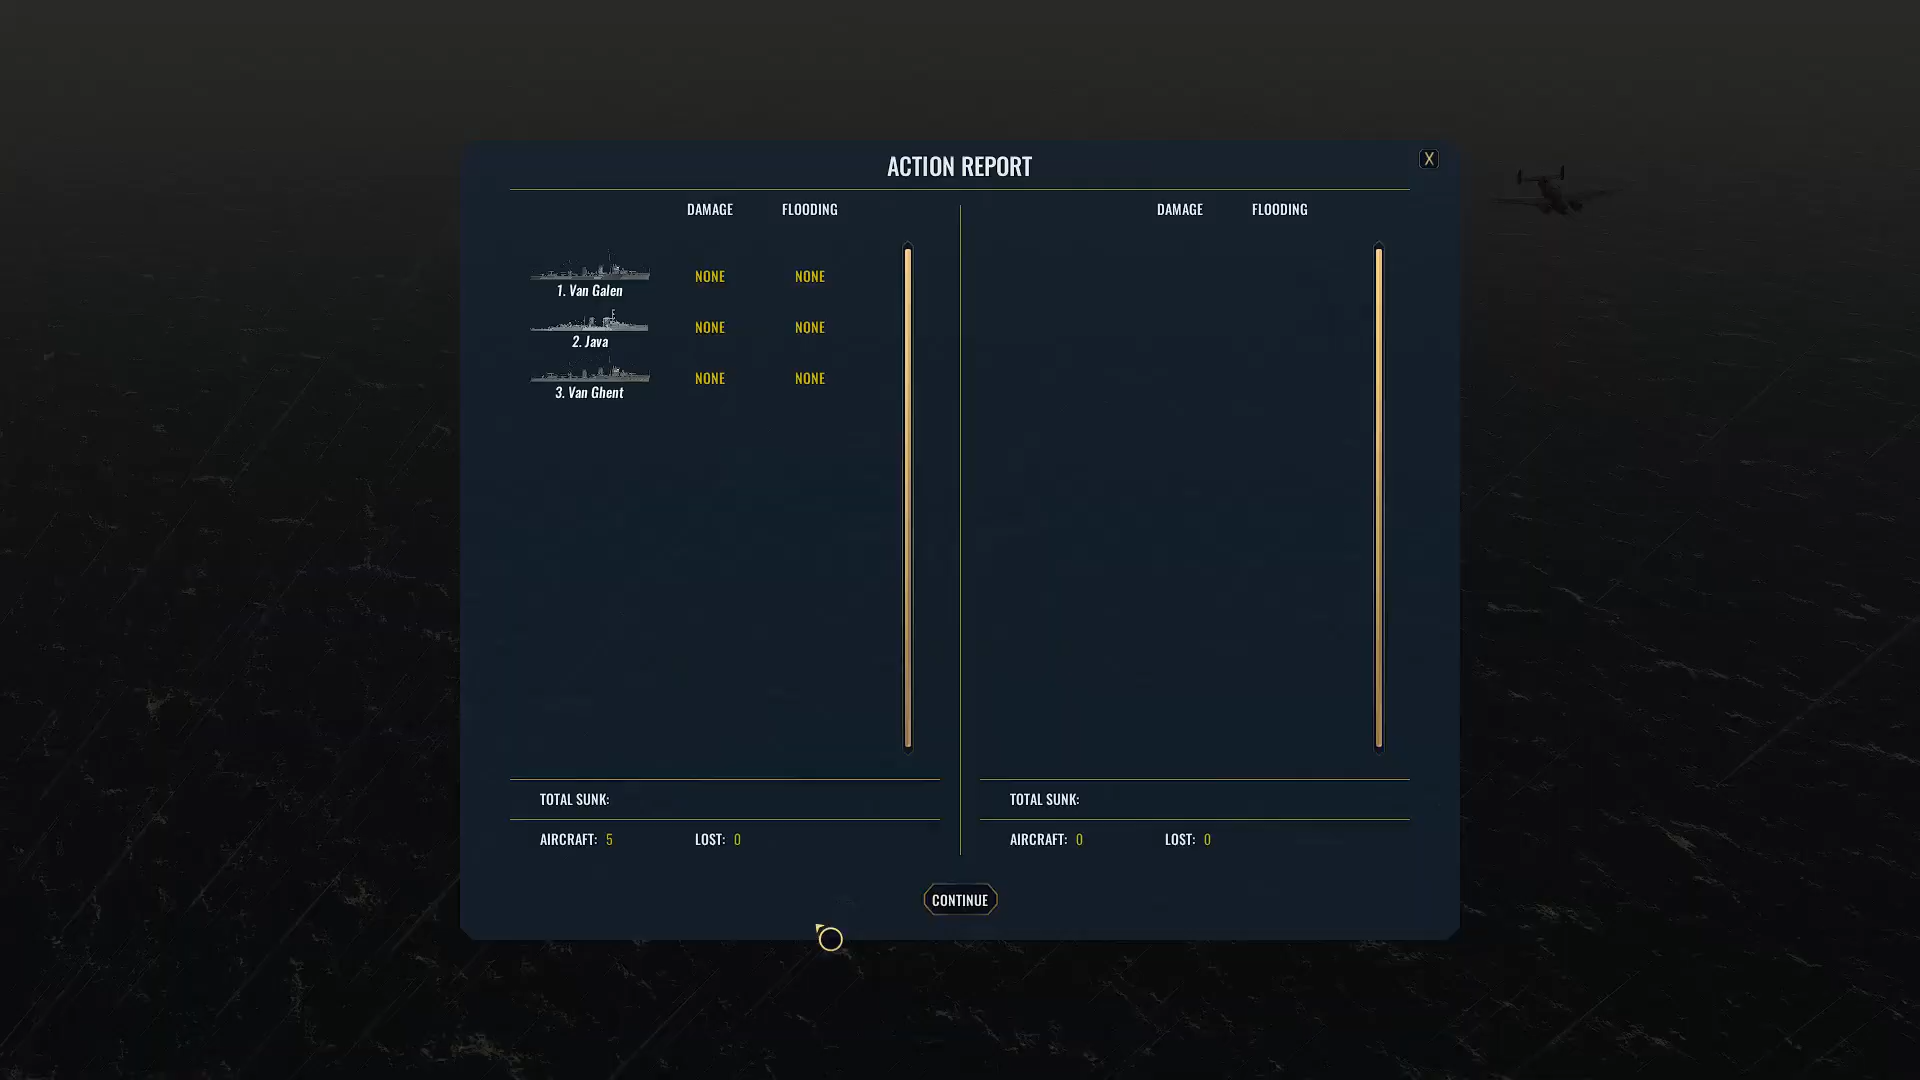 ACTION REPORT
X
DAMAGE FLOODING
DAMAGE FLOODING
NONE NONE
1. Van Galen
NONE NONE
2. Java
NONE NONE
3. Van Ghent
TOTAL SUNK:
AIRCRAFT: 5 LOST: 0
TOTAL SUNK:
AIRCRAFT: 0 LOST: 0
CONTINUE